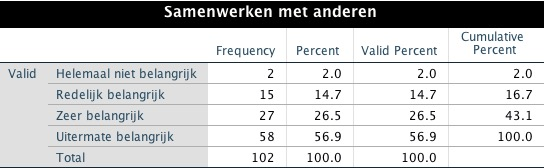 Samenwerken met anderen
Frequency Percent Valid Percent Cumulative Percent
Valid Helemaal niet belangrijk 2 2.0 2.0 2.0
Redelijk belangrijk 15 14.7 14.7 16.7
Zeer belangrijk 27 26.5 26.5 43.1
Uitermate belangrijk 58 56.9 56.9 100.0
Total 102 100.0 100.0